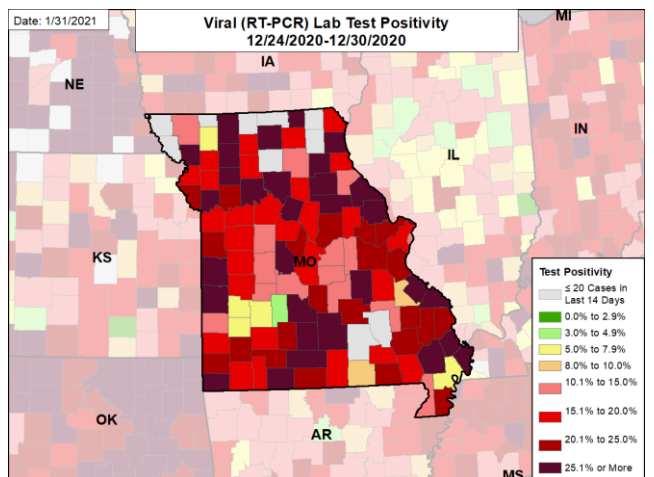 Date: 1/31/2021
Viral (RT-PCR) Lab Test Positivity
12/24/2020-12/30/2020
MI
IA
NE
IN
IL
KS
MO
OK
AR
MS
Test Positivity
≤ 20 Cases in
Last 14 Days
0.0% to 2.9%
3.0% to 4.9%
5.0% to 7.9%
8.0% to 10.0%
10.1% to 15.0%
15.1% to 20.0%
20.1% to 25.0%
25.1% or More